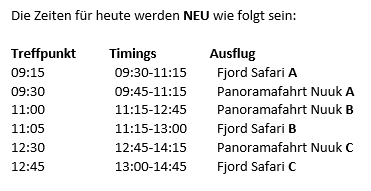 Die Zeiten für heute werden NEU wie folgt sein:
Treffpunkt Timings Ausflug
09:15 09:30-11:15 Fjord Safari A
09:30 09:45-11:15 Panoramafahrt Nuuk A
11:00 11:15-12:45 Panoramafahrt Nuuk B
11:05 11:15-13:00 Fjord Safari B
12:30 12:45-14:15 Panoramafahrt Nuuk C
12:45 13:00-14:45 Fjord Safari C